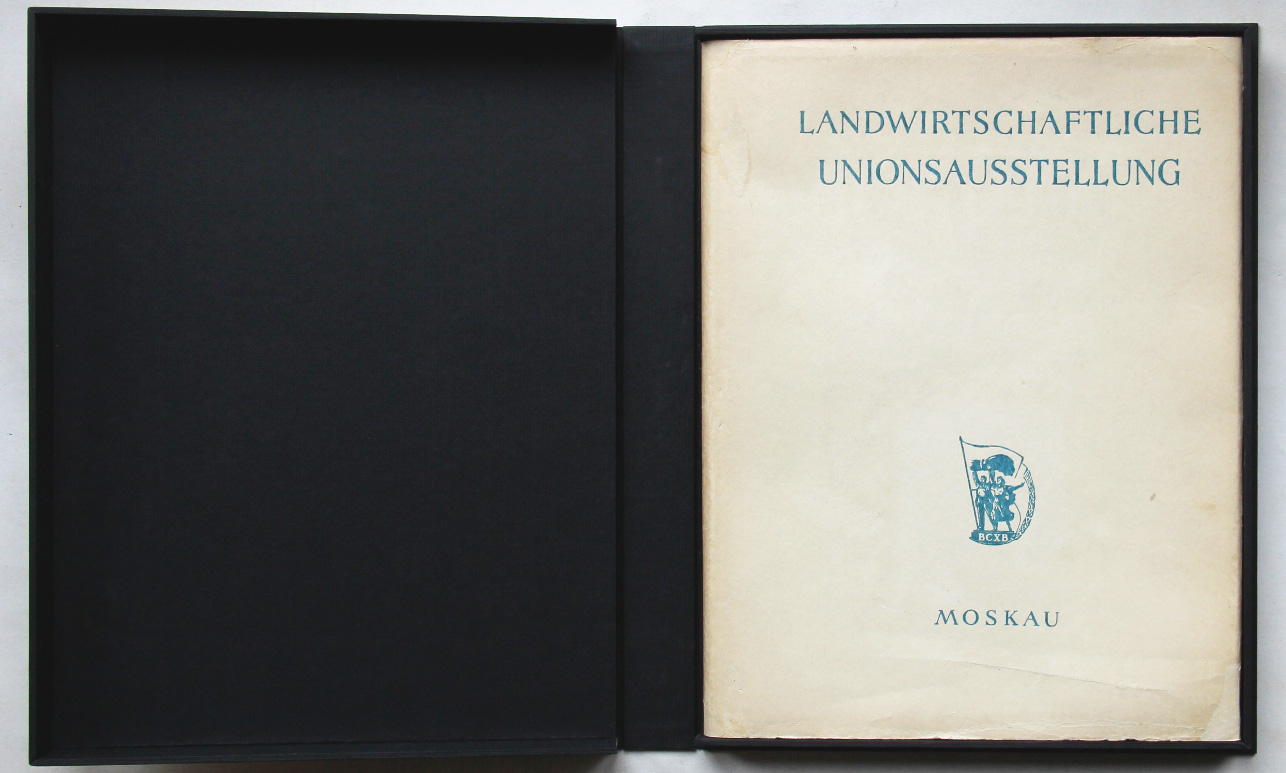 LANDWIRTSCHAFTLICHE
UNIONSAUSSTELLUNG
ВСХВ
MOSKAU